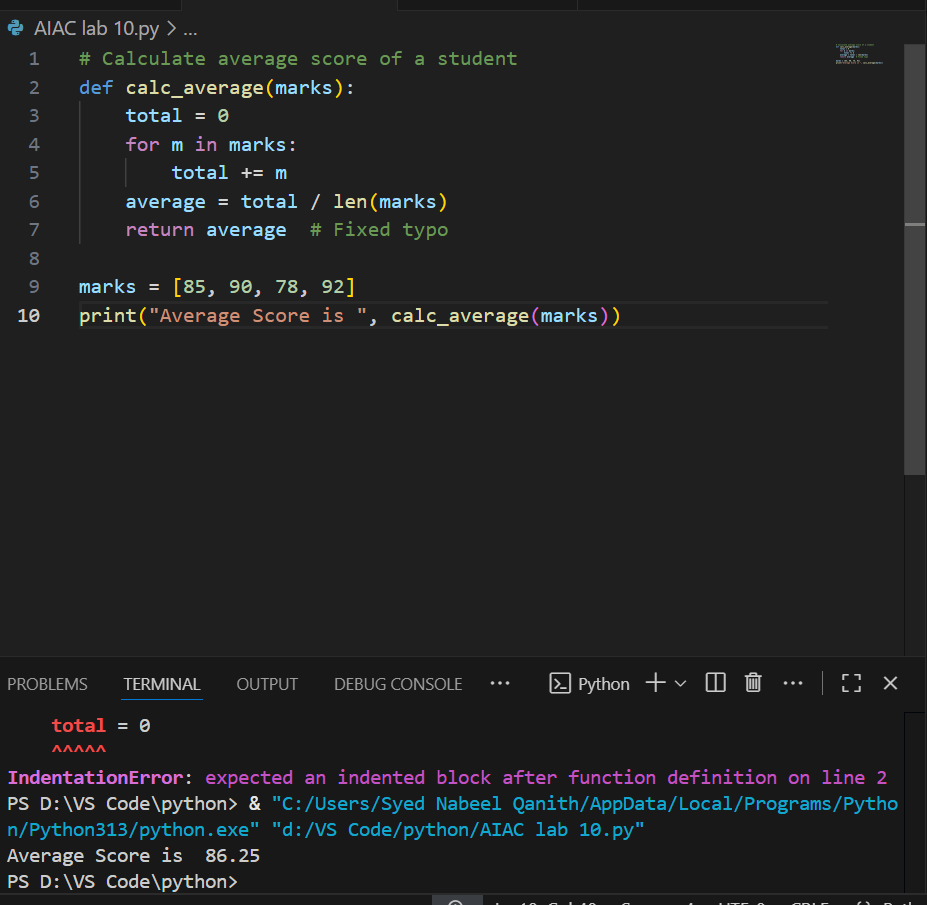 AIAC lab 10.py > ...
1 # Calculate average score of a student
2 def calc_average(marks):
3     total = 0
4     for m in marks:
5         total += m
6     average = total / len(marks)
7     return average  # Fixed typo
8
9 marks = [85, 90, 78, 92]
10 print("Average Score is ", calc_average(marks))
PROBLEMS TERMINAL OUTPUT DEBUG CONSOLE ... Python ...
    total = 0
    ^^^^^
IndentationError: expected an indented block after function definition on line 2
PS D:\VS Code\python> & "C:/Users/Syed Nabeel Qanith/AppData/Local/Programs/Pytho
n/Python313/python.exe" "d:/VS Code/python/AIAC lab 10.py"
Average Score is  86.25
PS D:\VS Code\python>